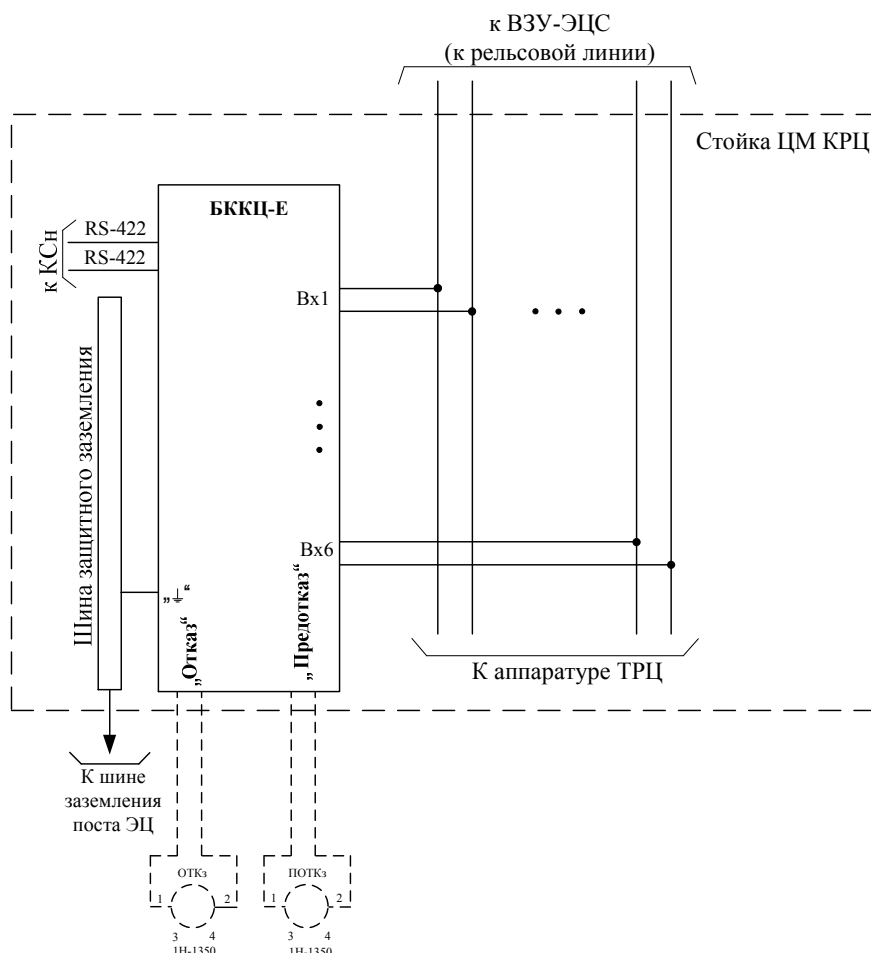 к ВЗУ-ЭЦС
(к рельсовой линии)
Стойка ЦМ КРЦ
БККЦ-Е
к КСн
RS-422
RS-422
Вх1
Шина защитного заземления
Вх6
„⏚“
„Отказ“
„Предотказ“
К аппаратуре ТРЦ
К шине
заземления
поста ЭЦ
ОТКз
1 2
3 4
1Н-1350
ПОТКз
1 2
3 4
1Н-1350